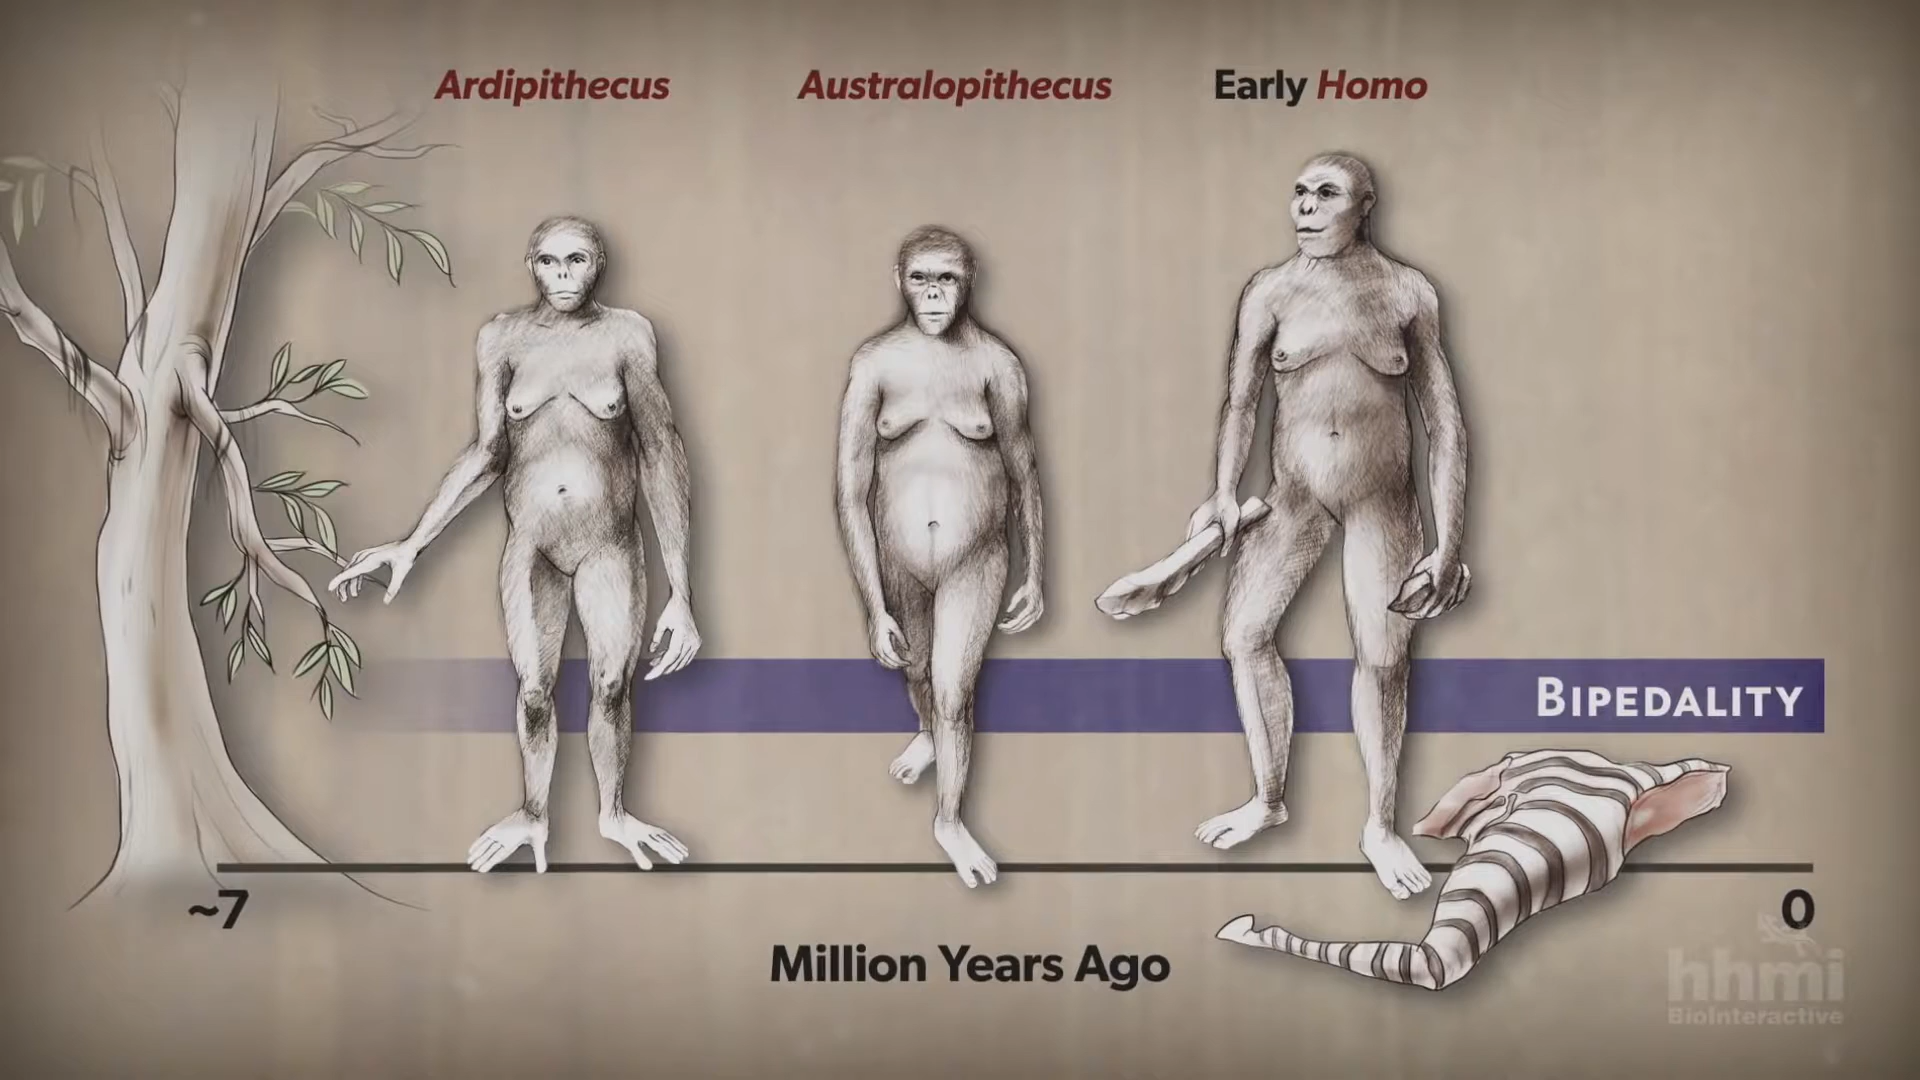 Ardipithecus
Australopithecus
Early Homo
BIPEDALITY
~7
0
Million Years Ago
hhmi
BioInteractive